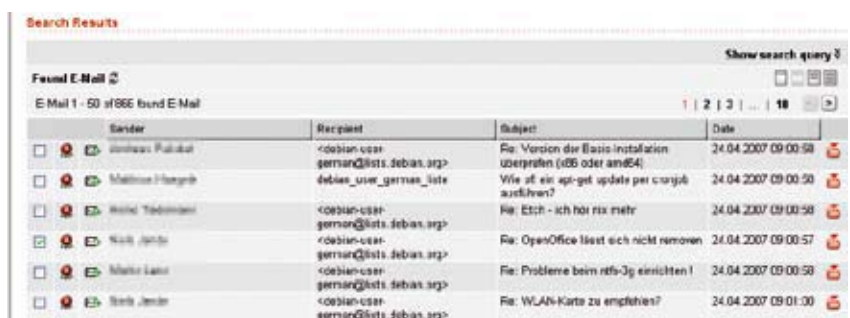 Search Results
Show search query
Found E-Mail
E-Mail 1 - 50 of 866 found E-Mail
1 | 2 | 3 | ... | 18
Sender Recipient Subject Date
<debian-user-german@lists.debian.org> Re: Version der Basis-Installation 24.04.2007 09:00:58
überprüfen (x86 oder amd64)
debian_user_german_liste Wie oft ein apt-get update per cronjob 24.04.2007 09:00:58
ausführen?
<debian-user-german@lists.debian.org> Re: Etch - ich hör nix mehr 24.04.2007 09:00:58
<debian-user-german@lists.debian.org> Re: OpenOffice lässt sich nicht removen 24.04.2007 09:00:57
<debian-user-german@lists.debian.org> Re: Probleme beim ntfs-3g einrichten ! 24.04.2007 09:00:58
<debian-user-german@lists.debian.org> Re: WLAN-Karte zu empfehlen? 24.04.2007 09:01:00